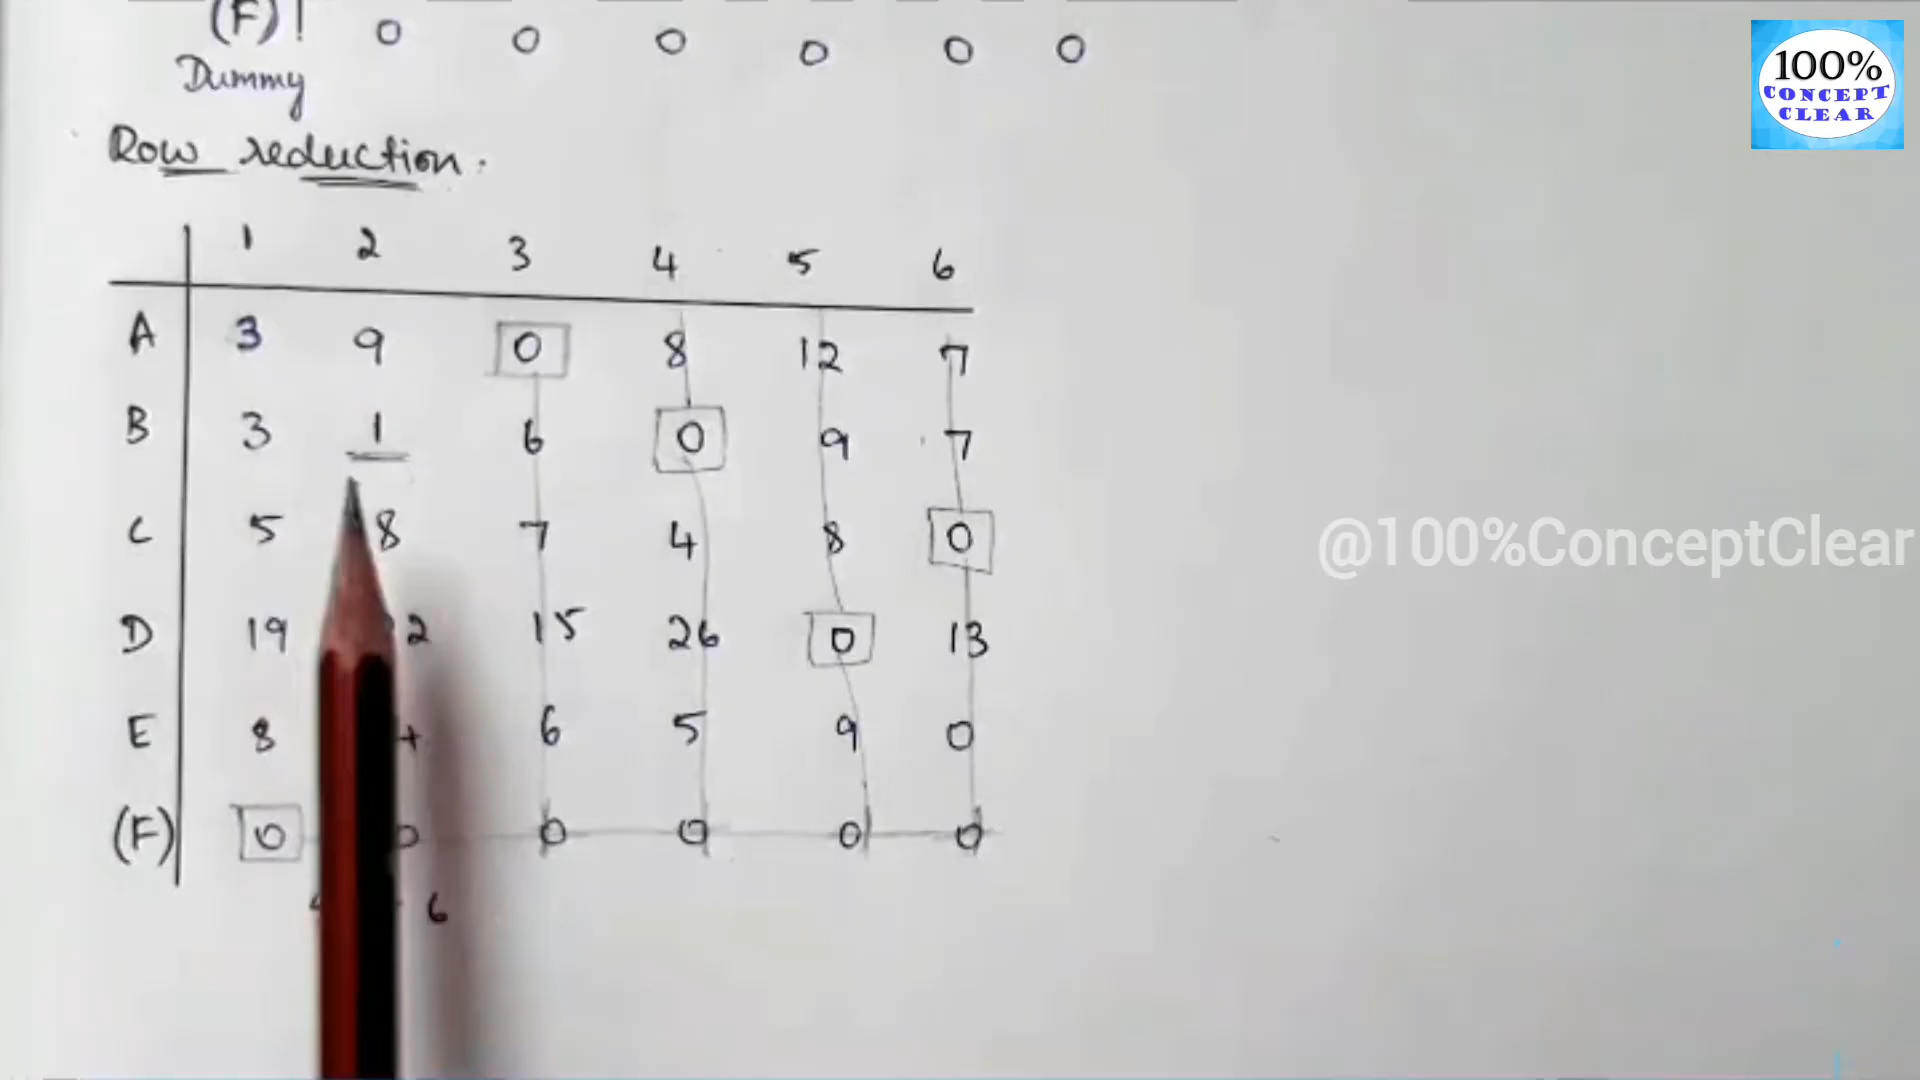 (F)
0 0 0 0 0 0
Dummy
100%
CONCEPT
CLEAR
Row reduction.
1 2 3 4 5 6
A 3 9 0 8 12 7
B 3 1 6 0 9 7
C 5 8 7 4 8 0
@100%ConceptClear
D 19 2 15 26 0 13
E 8 6 5 9 0
(F) 0 0 0 0 0 0
6